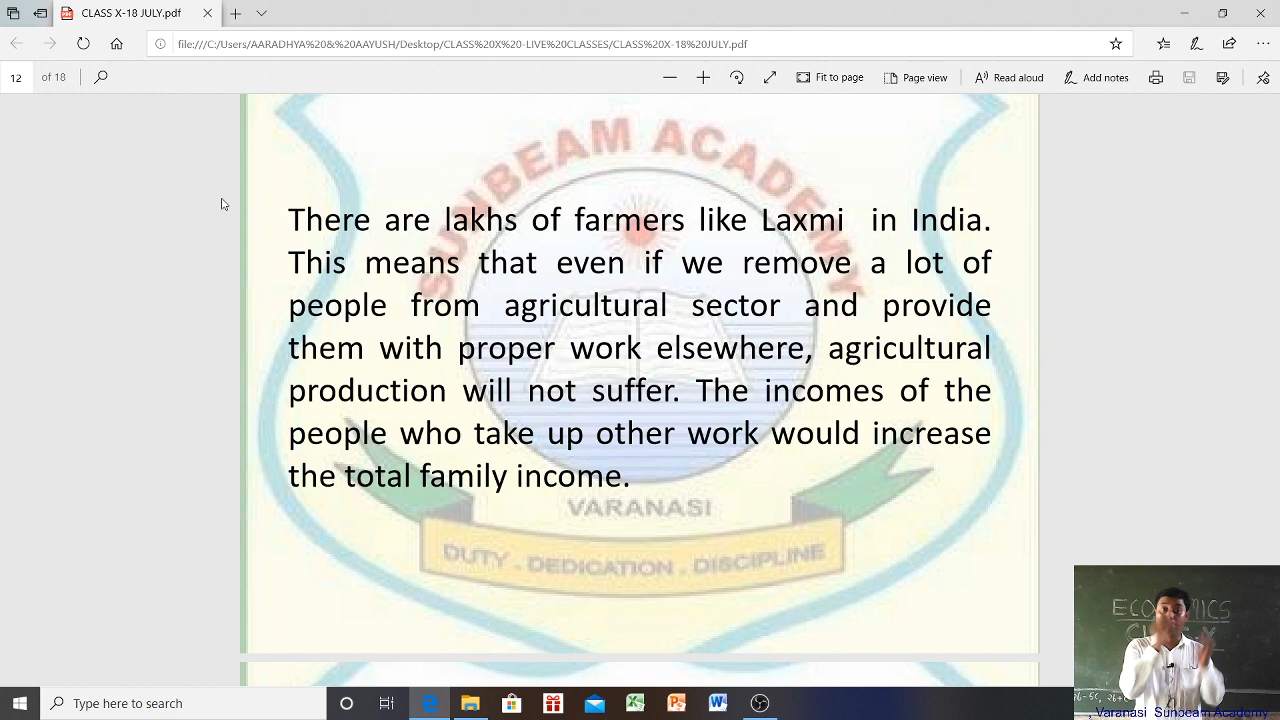 CLASS X-18 JULY.pdf
file:///C:/Users/AARADHYA%20&%20AAYUSH/Desktop/CLASS%20X%20-LIVE%20CLASSES/CLASS%20X-18%20JULY.pdf
12 of 18 Fit to page Page view Read aloud Add notes
SUNBEAM ACADEMY
There are lakhs of farmers like Laxmi in India.
This means that even if we remove a lot of
people from agricultural sector and provide
them with proper work elsewhere, agricultural
production will not suffer. The incomes of the
people who take up other work would increase
the total family income.
VARANASI
DUTY . DEDICATION . DISCIPLINE
ECONOMICS
, Varanasi Sunbeam Academy
Type here to search